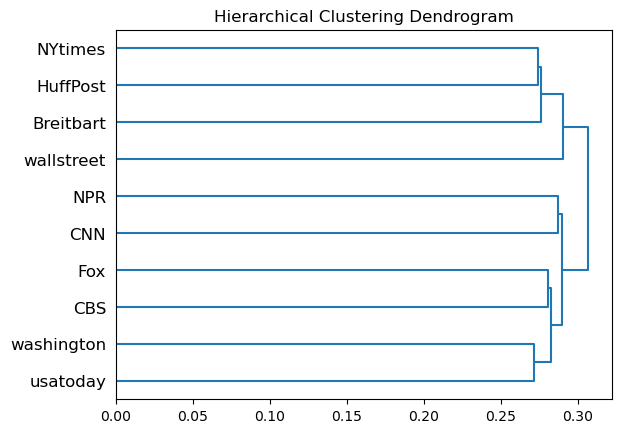 Hierarchical Clustering Dendrogram
NYtimes
HuffPost
Breitbart
wallstreet
NPR
CNN
Fox
CBS
washington
usatoday
0.00 0.05 0.10 0.15 0.20 0.25 0.30